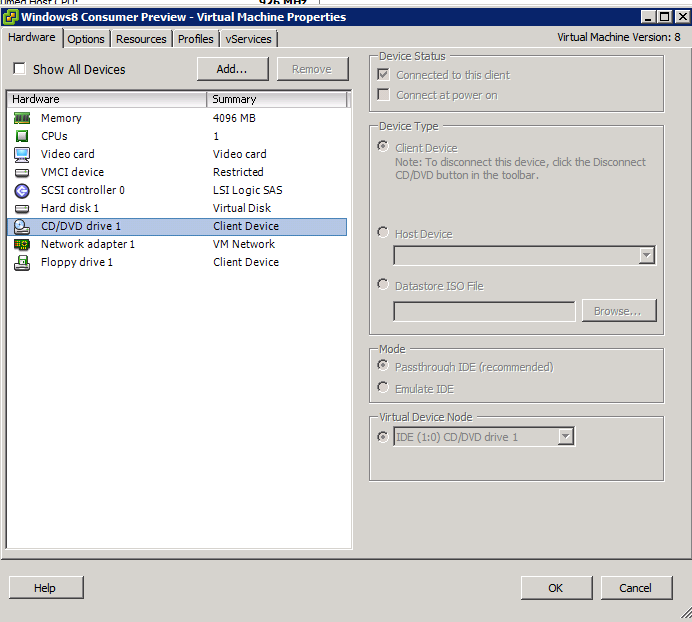 Windows8 Consumer Preview - Virtual Machine Properties
Hardware Options Resources Profiles vServices Virtual Machine Version: 8
Show All Devices Add... Remove
Hardware Summary
Memory 4096 MB
CPUs 1
Video card Video card
VMCI device Restricted
SCSI controller 0 LSI Logic SAS
Hard disk 1 Virtual Disk
CD/DVD drive 1 Client Device
Network adapter 1 VM Network
Floppy drive 1 Client Device
Device Status
Connected to this client
Connect at power on
Device Type
Client Device
Note: To disconnect this device, click the Disconnect
CD/DVD button in the toolbar.
Host Device
Datastore ISO File
Browse...
Mode
Passthrough IDE (recommended)
Emulate IDE
Virtual Device Node
IDE (1:0) CD/DVD drive 1
Help OK Cancel